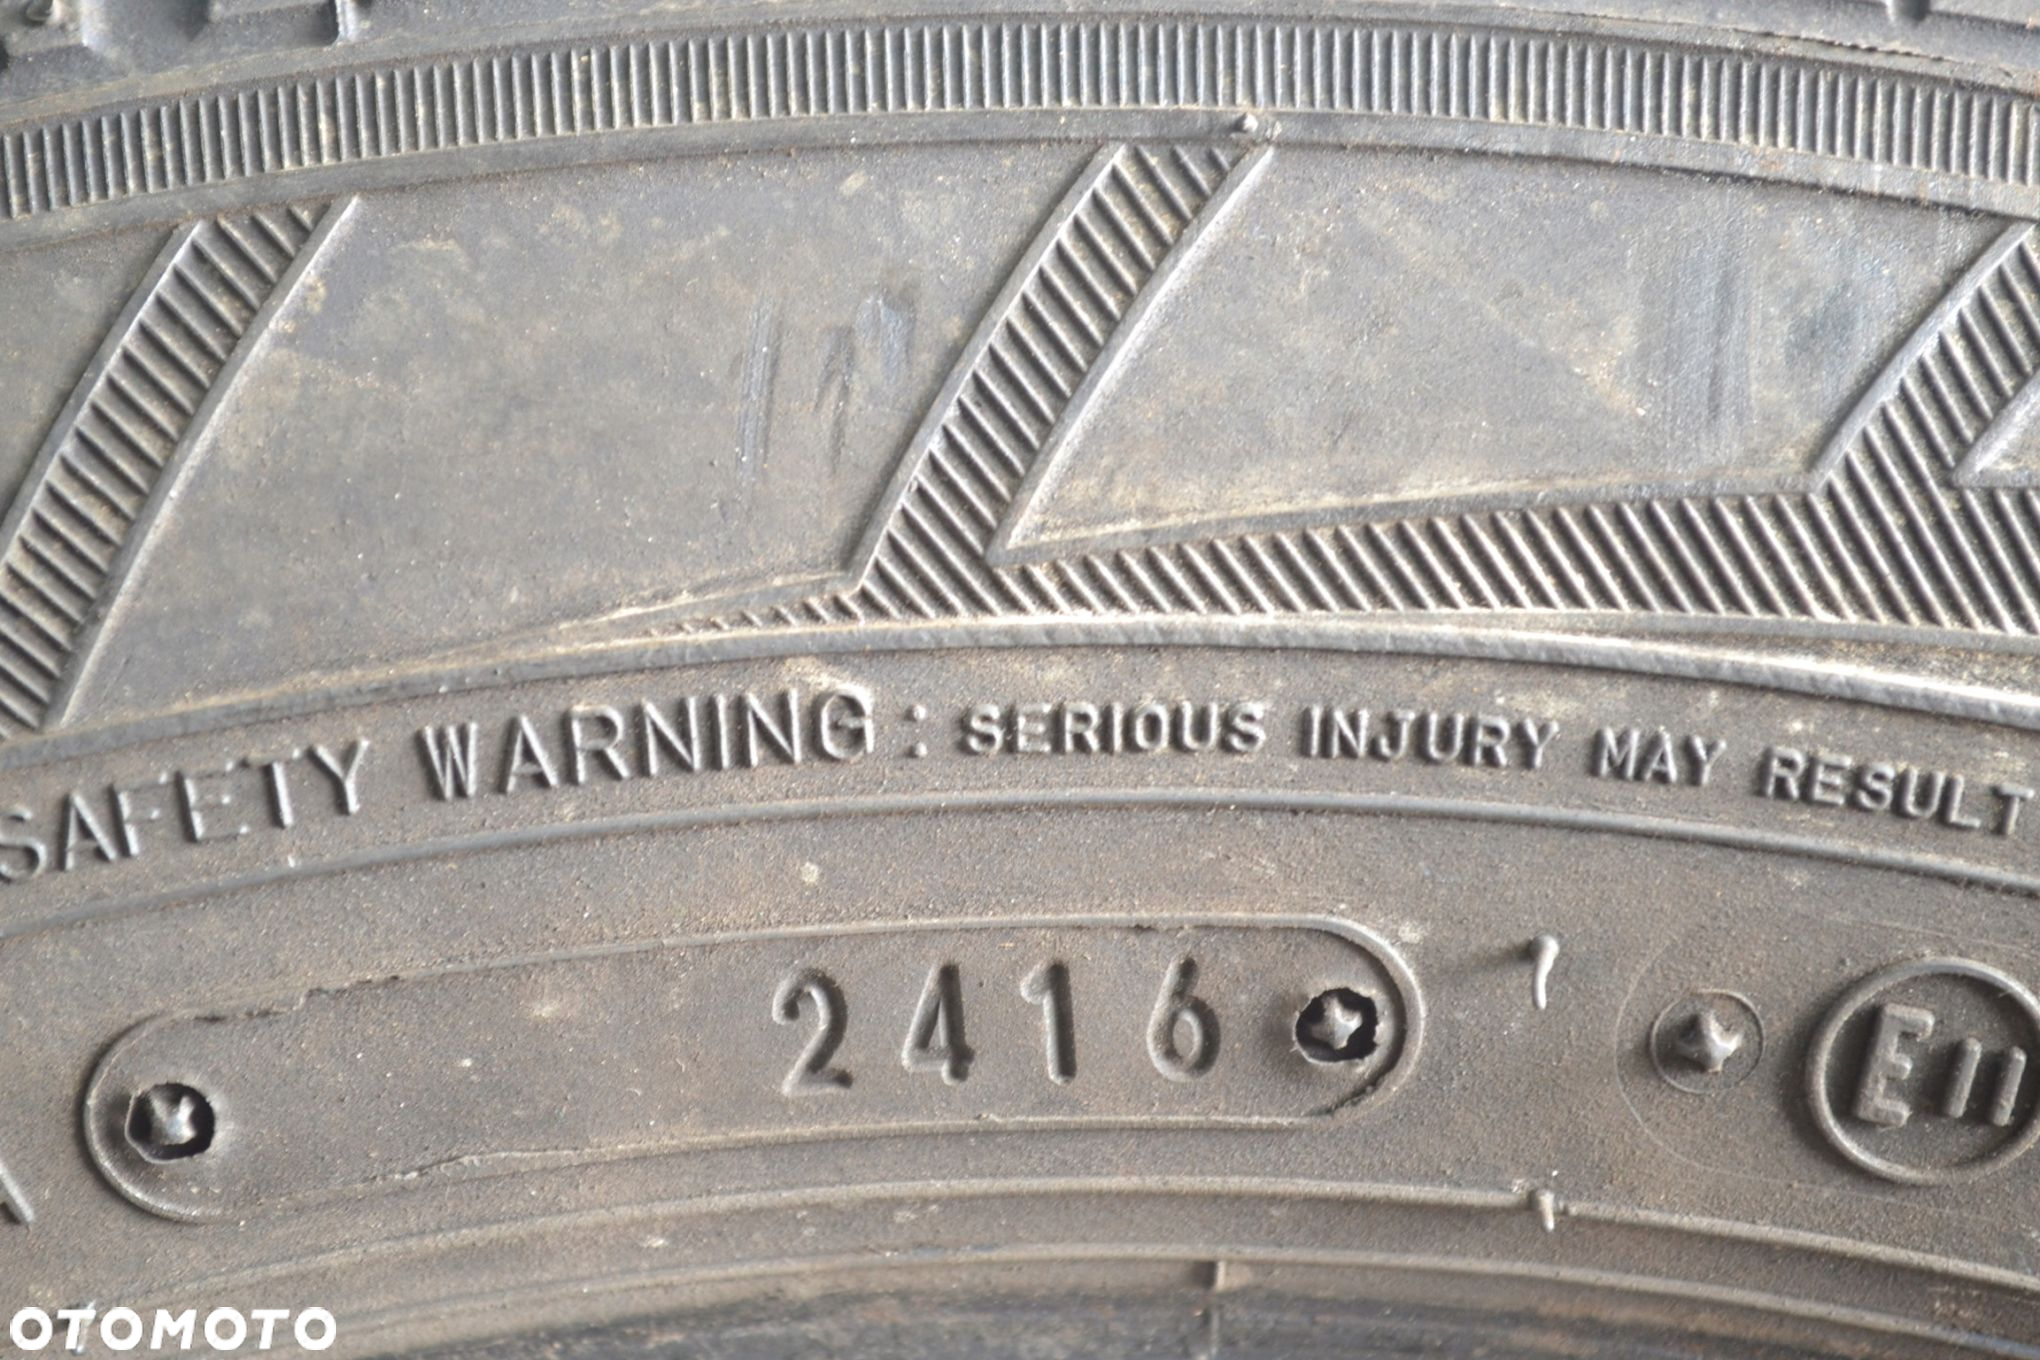 SAFETY WARNING: SERIOUS INJURY MAY RESULT
2416
E11
OTOMOTO